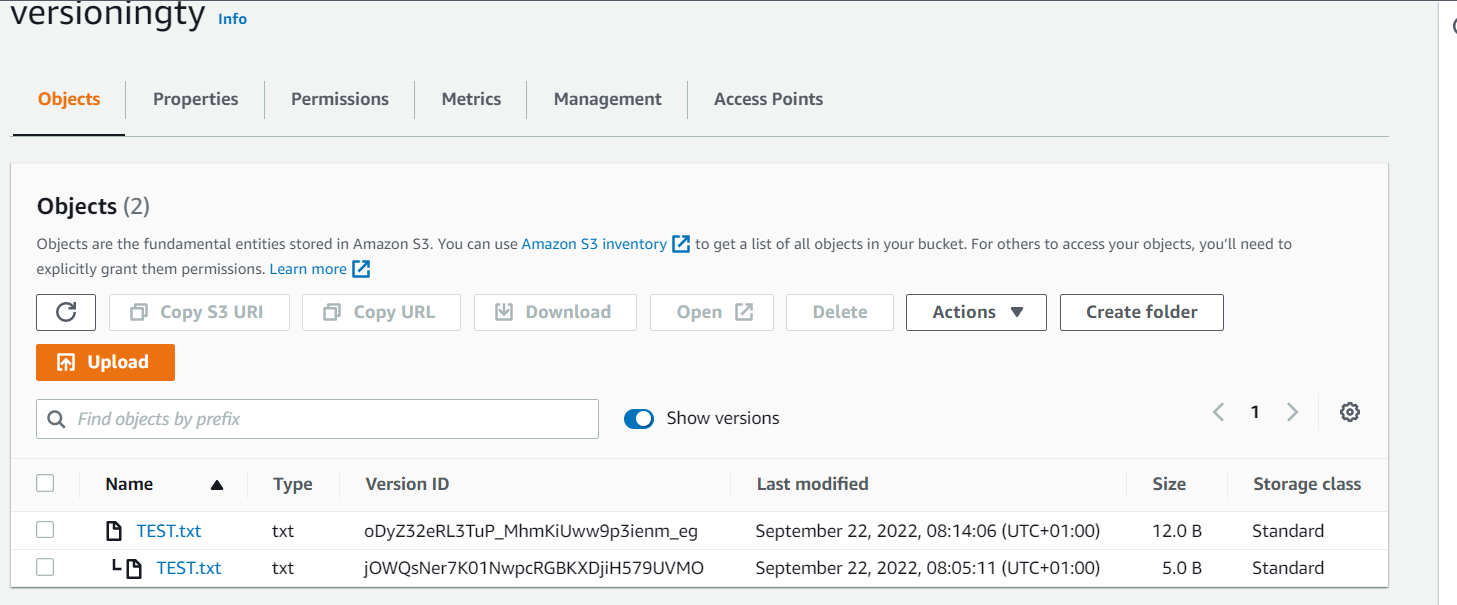 versioningty Info
Objects Properties Permissions Metrics Management Access Points
Objects (2)
Objects are the fundamental entities stored in Amazon S3. You can use Amazon S3 inventory to get a list of all objects in your bucket. For others to access your objects, you'll need to
explicitly grant them permissions. Learn more
Copy S3 URI Copy URL Download Open Delete Actions Create folder
Upload
Find objects by prefix Show versions 1
Name Type Version ID Last modified Size Storage class
TEST.txt txt oDyZ32eRL3TuP_MhmKiUww9p3ienm_eg September 22, 2022, 08:14:06 (UTC+01:00) 12.0 B Standard
TEST.txt txt jOWQsNer7K01NwpcRGBKXDjiH579UVMO September 22, 2022, 08:05:11 (UTC+01:00) 5.0 B Standard